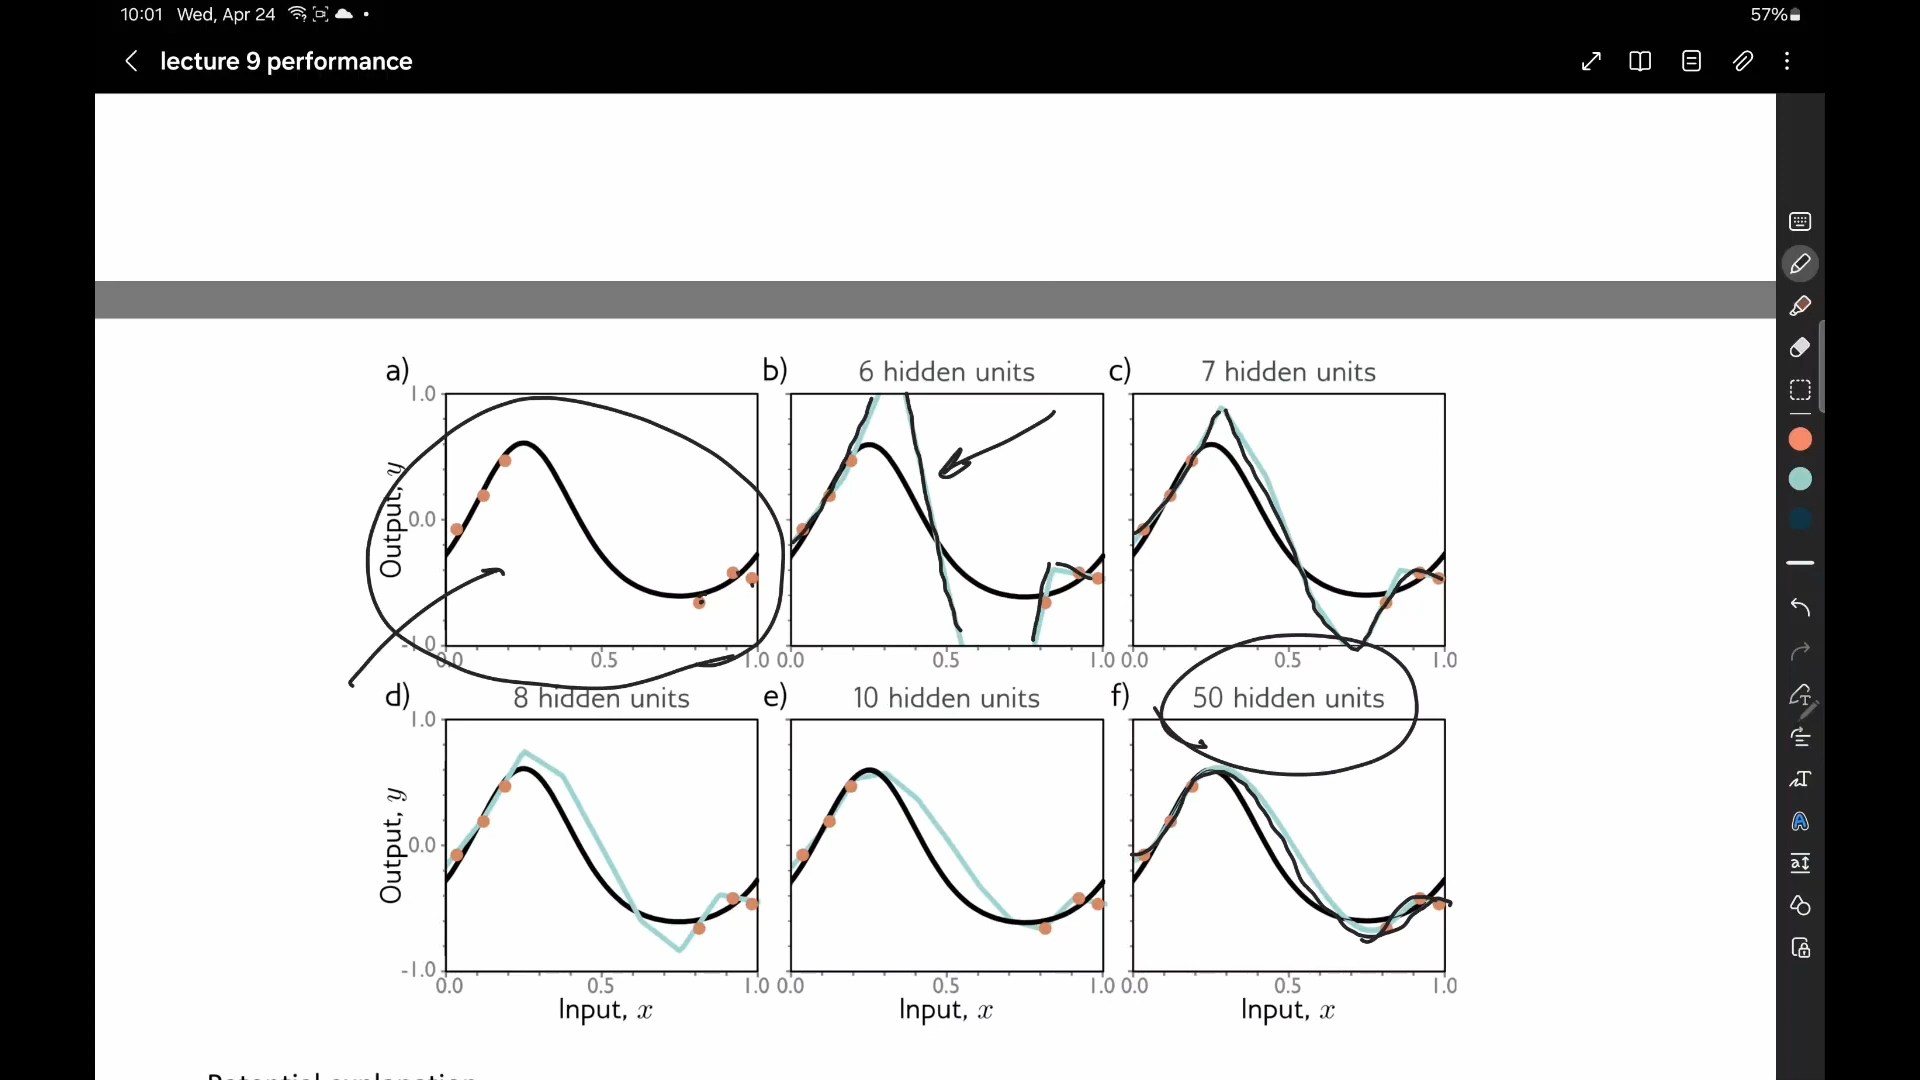 10:01 Wed, Apr 24
57%
lecture 9 performance
a)
b) 6 hidden units
c) 7 hidden units
1.0
0.0
-1.0
Output, y
0.0 0.5 1.0
0.0 0.5 1.0
0.0 0.5 1.0
d) 8 hidden units
e) 10 hidden units
f) 50 hidden units
1.0
0.0
-1.0
Output, y
0.0 0.5 1.0
0.0 0.5 1.0
0.0 0.5 1.0
Input, x
Input, x
Input, x
Potential explanation